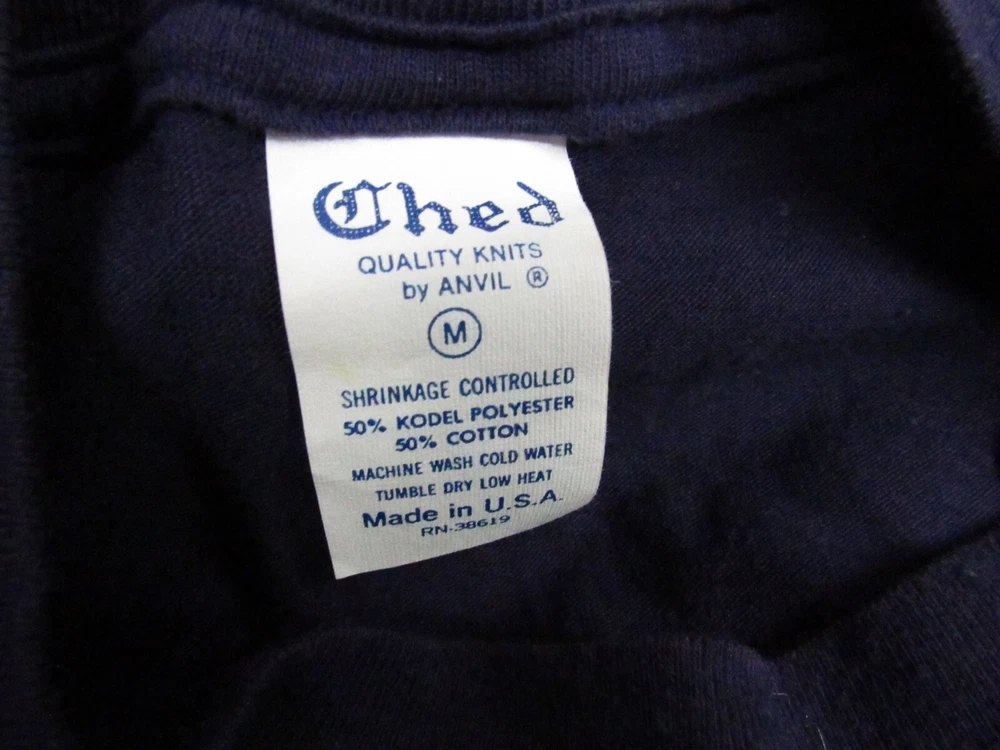 Ched
QUALITY KNITS
by ANVIL ®
M
SHRINKAGE CONTROLLED
50% KODEL POLYESTER
50% COTTON
MACHINE WASH COLD WATER
TUMBLE DRY LOW HEAT
Made in U.S.A.
RN-38619